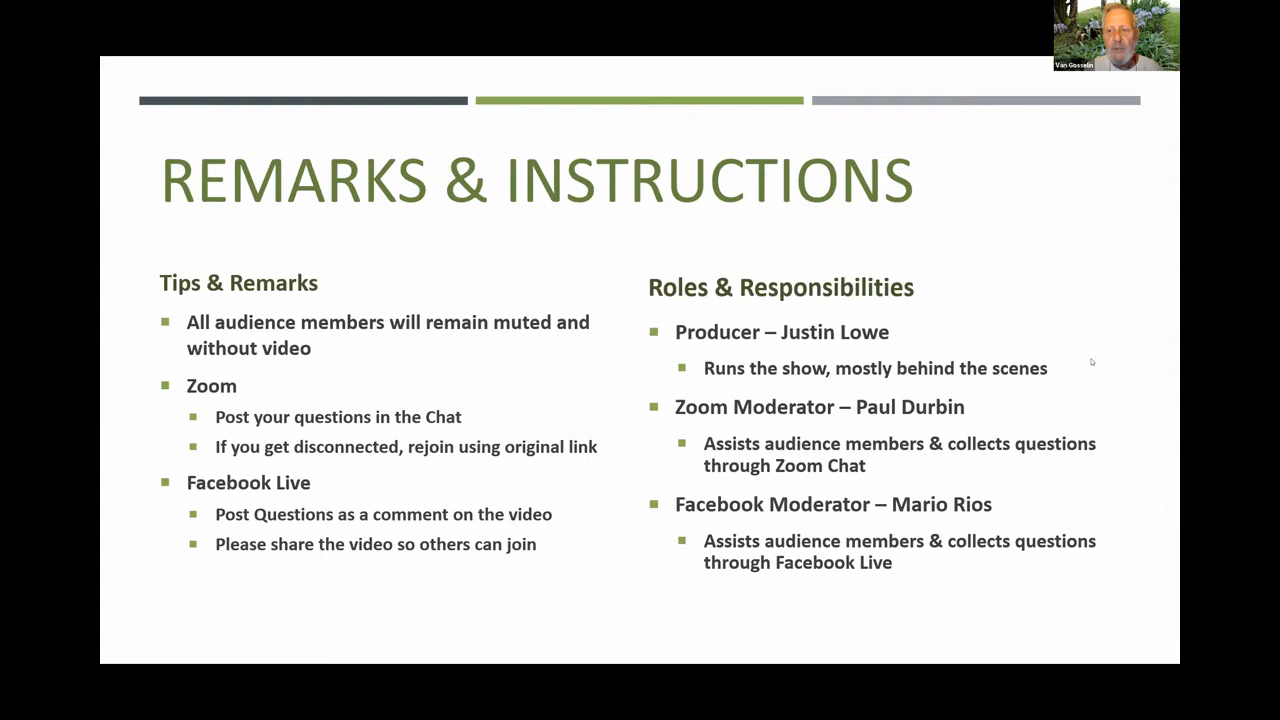 Van Gosselin
REMARKS & INSTRUCTIONS
Tips & Remarks
All audience members will remain muted and
without video
Zoom
Post your questions in the Chat
If you get disconnected, rejoin using original link
Facebook Live
Post Questions as a comment on the video
Please share the video so others can join
Roles & Responsibilities
Producer – Justin Lowe
Runs the show, mostly behind the scenes
Zoom Moderator – Paul Durbin
Assists audience members & collects questions
through Zoom Chat
Facebook Moderator – Mario Rios
Assists audience members & collects questions
through Facebook Live